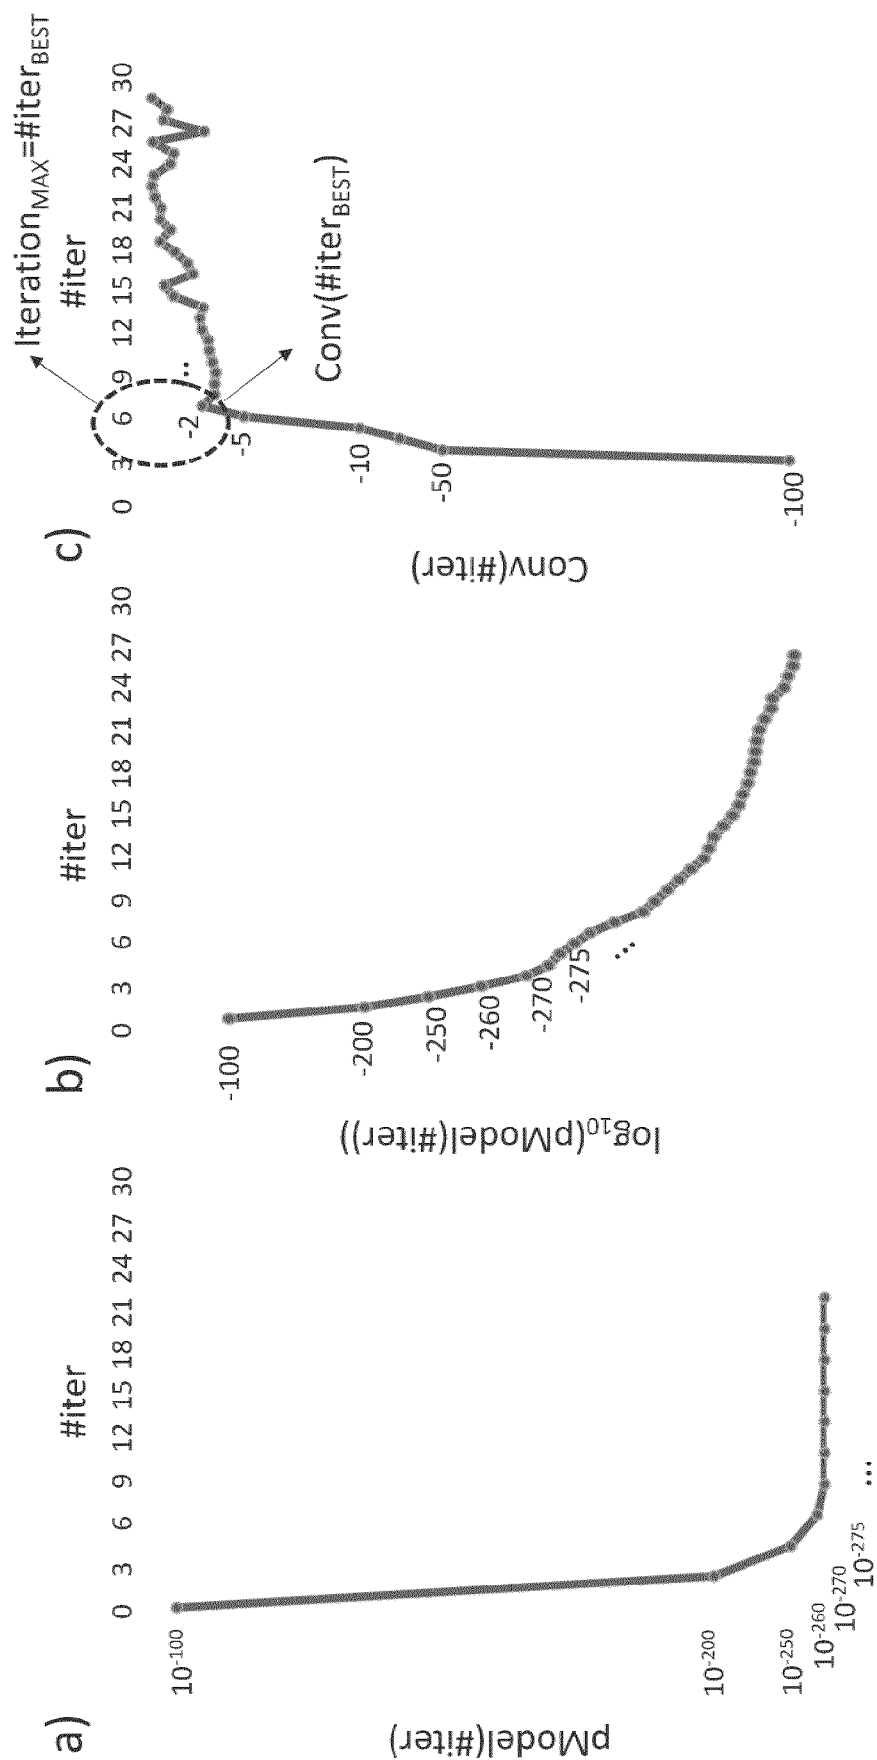 a)
#iter
0 3 6 9 12 15 18 21 24 27 30
pModel(#iter)
10⁻¹⁰⁰
10⁻²⁰⁰
10⁻²⁵⁰
10⁻²⁶⁰
10⁻²⁷⁰
10⁻²⁷⁵
...
b)
#iter
0 3 6 9 12 15 18 21 24 27 30
log₁₀(pModel(#iter))
-100
-200
-250
-260
-270
-275
...
c)
Iteration_MAX=#iter_BEST
#iter
0 3 6 9 12 15 18 21 24 27 30
Conv(#iter)
..
-2
-5
-10
-50
-100
Conv(#iter_BEST)